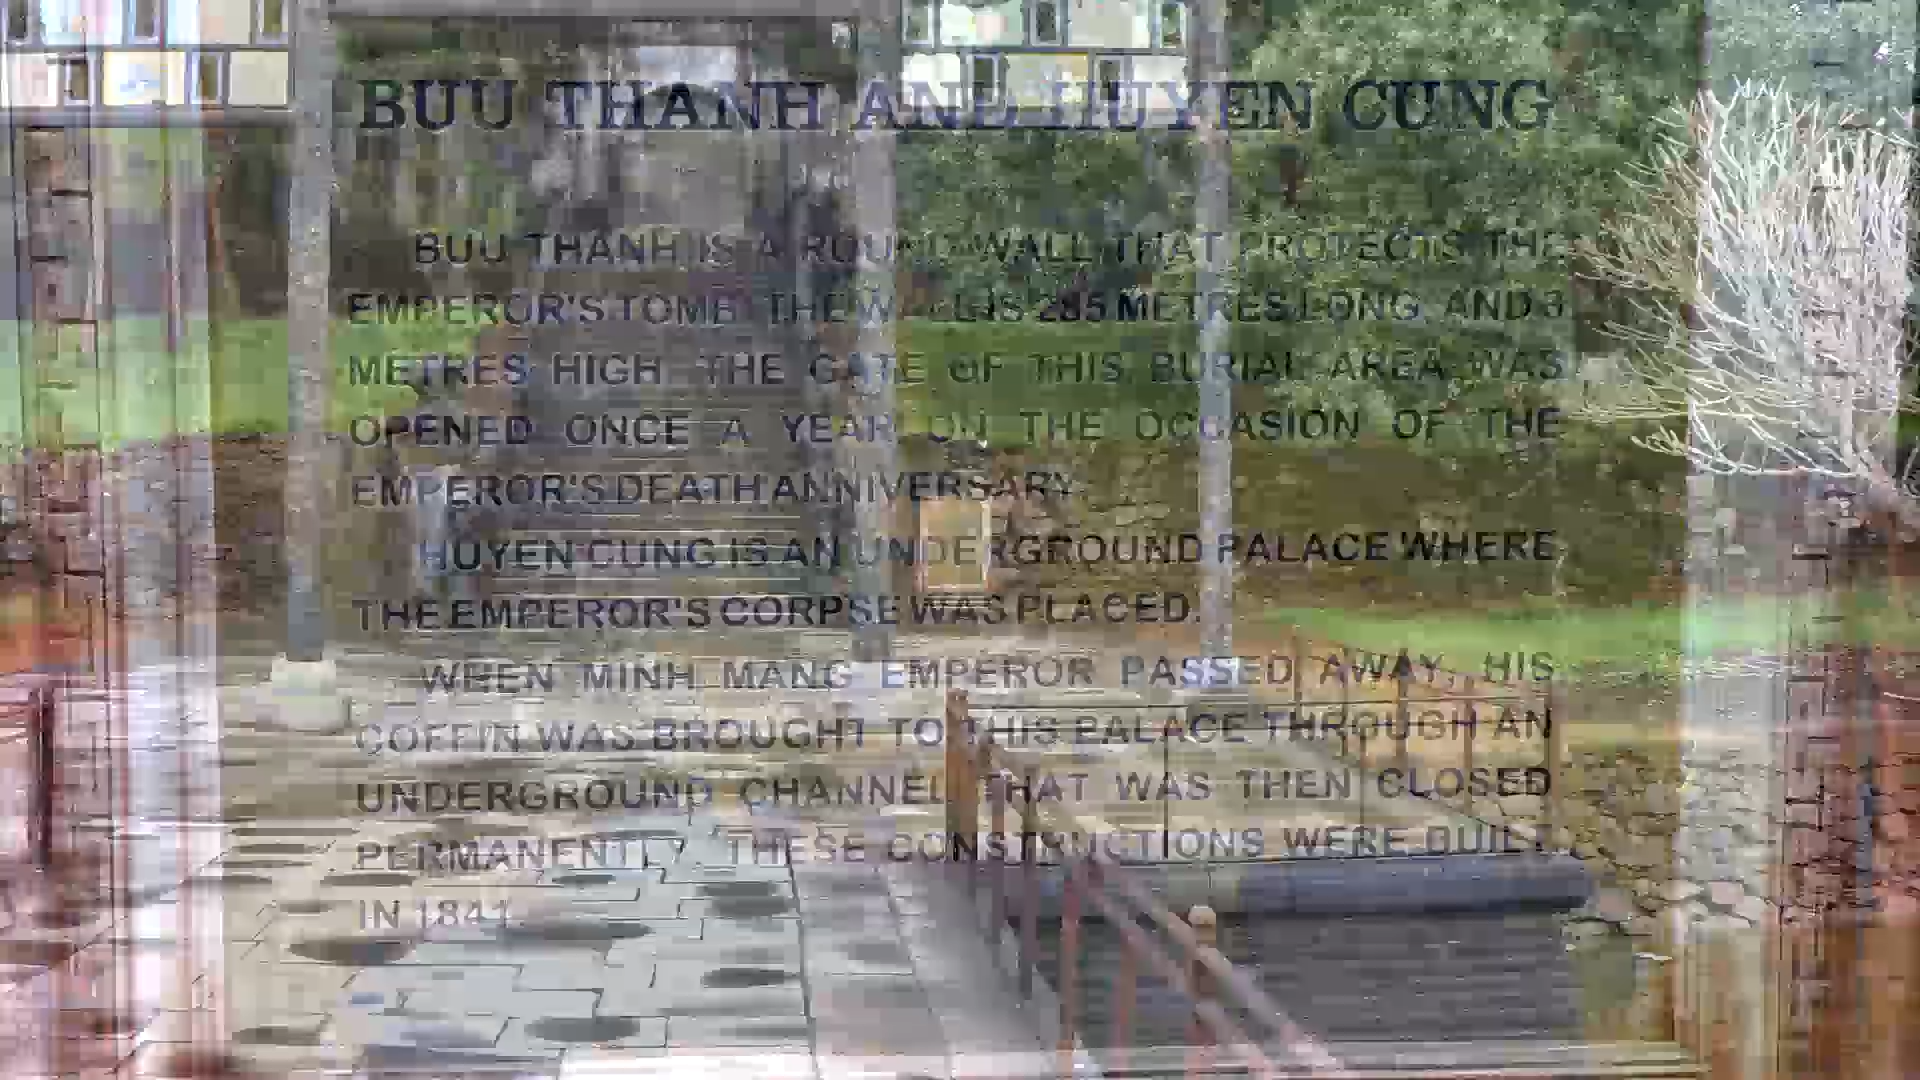 BUU THANH AND HUYEN CUNG
BUU THANH IS A ROUND WALL THAT PROTECTS THE
EMPEROR'S TOMB. THE WALL IS 285 METRES LONG, AND 3
METRES HIGH. THE GATE OF THIS BURIAL AREA WAS
OPENED ONCE A YEAR ON THE OCCASION OF THE
EMPEROR'S DEATH ANNIVERSARY.
HUYEN CUNG IS AN UNDERGROUND PALACE WHERE
THE EMPEROR'S CORPSE WAS PLACED.
WHEN MINH MANG EMPEROR PASSED AWAY, HIS
COFFIN WAS BROUGHT TO THIS PALACE THROUGH AN
UNDERGROUND CHANNEL THAT WAS THEN CLOSED
PERMANENTLY. THESE CONSTRUCTIONS WERE BUILT
IN 1841.